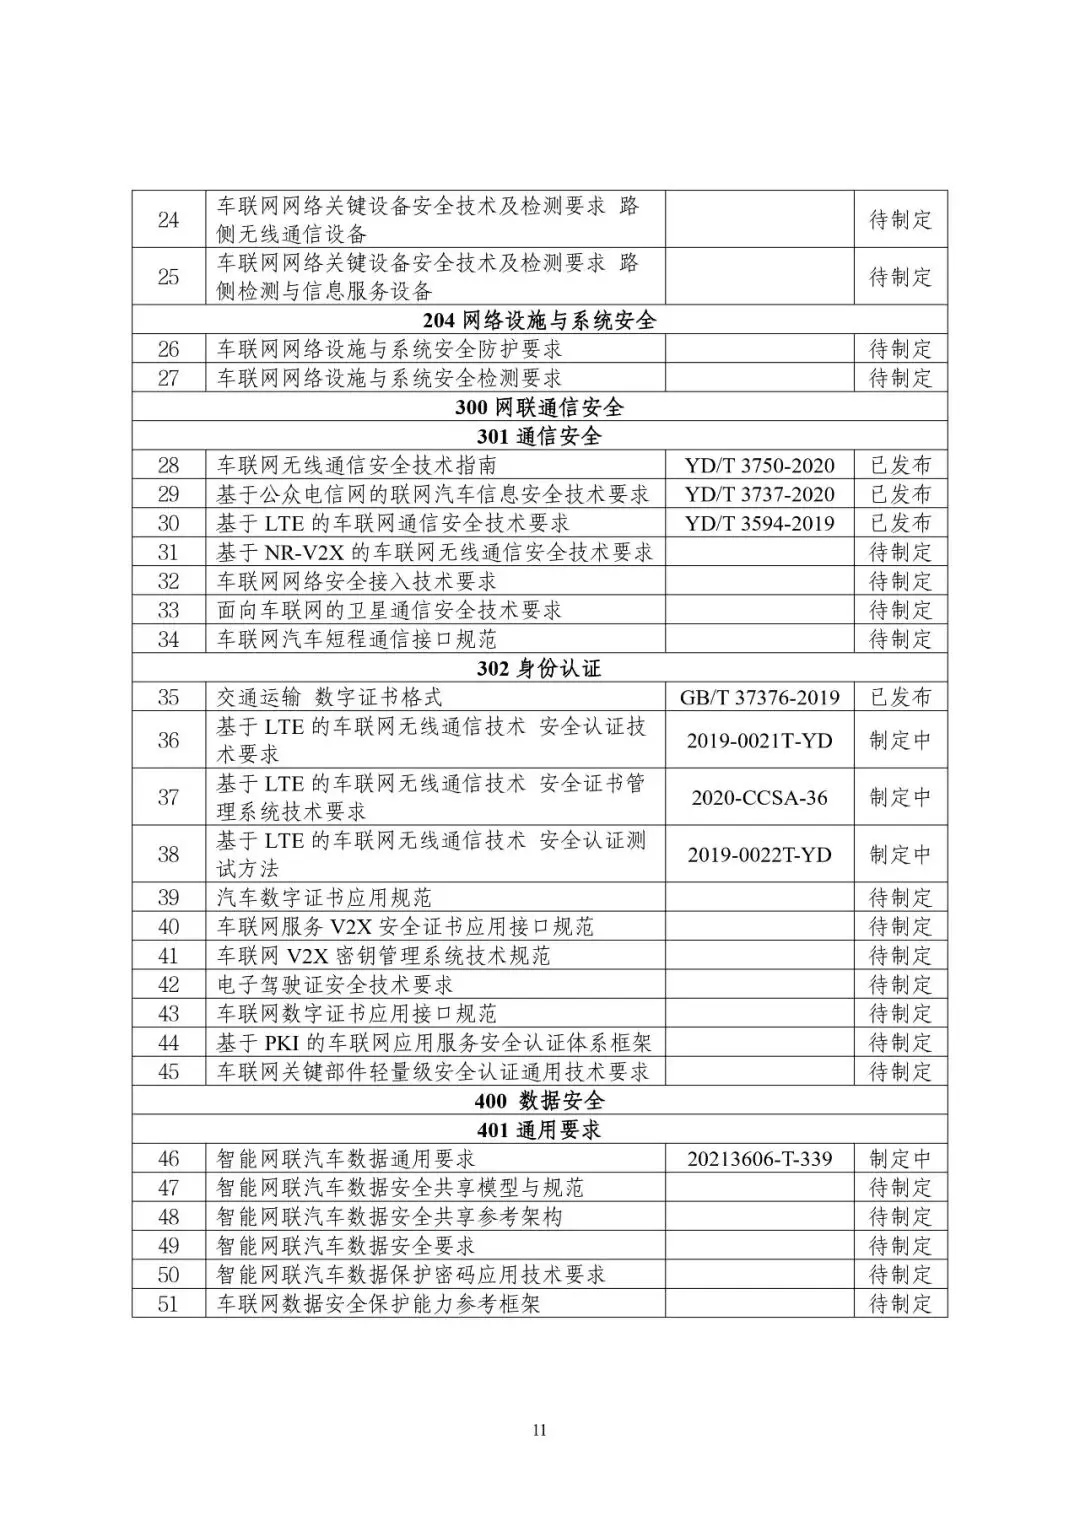 24 车联网网络关键设备安全技术及检测要求 路 待制定
侧无线通信设备
25 车联网网络关键设备安全技术及检测要求 路 待制定
侧检测与信息服务设备
204 网络设施与系统安全
26 车联网网络设施与系统安全防护要求 待制定
27 车联网网络设施与系统安全检测要求 待制定
300 网联通信安全
301 通信安全
28 车联网无线通信安全技术指南 YD/T 3750-2020 已发布
29 基于公众电信网的联网汽车信息安全技术要求 YD/T 3737-2020 已发布
30 基于 LTE 的车联网通信安全技术要求 YD/T 3594-2019 已发布
31 基于 NR-V2X 的车联网无线通信安全技术要求 待制定
32 车联网网络安全接入技术要求 待制定
33 面向车联网的卫星通信安全技术要求 待制定
34 车联网汽车短程通信接口规范 待制定
302 身份认证
35 交通运输 数字证书格式 GB/T 37376-2019 已发布
36 基于 LTE 的车联网无线通信技术 安全认证技 2019-0021T-YD 制定中
术要求
37 基于 LTE 的车联网无线通信技术 安全证书管 2020-CCSA-36 制定中
理系统技术要求
38 基于 LTE 的车联网无线通信技术 安全认证测 2019-0022T-YD 制定中
试方法
39 汽车数字证书应用规范 待制定
40 车联网服务 V2X 安全证书应用接口规范 待制定
41 车联网 V2X 密钥管理系统技术规范 待制定
42 电子驾驶证安全技术要求 待制定
43 车联网数字证书应用接口规范 待制定
44 基于 PKI 的车联网应用服务安全认证体系框架 待制定
45 车联网关键部件轻量级安全认证通用技术要求 待制定
400 数据安全
401 通用要求
46 智能网联汽车数据通用要求 20213606-T-339 制定中
47 智能网联汽车数据安全共享模型与规范 待制定
48 智能网联汽车数据安全共享参考架构 待制定
49 智能网联汽车数据安全要求 待制定
50 智能网联汽车数据保护密码应用技术要求 待制定
51 车联网数据安全保护能力参考框架 待制定
11